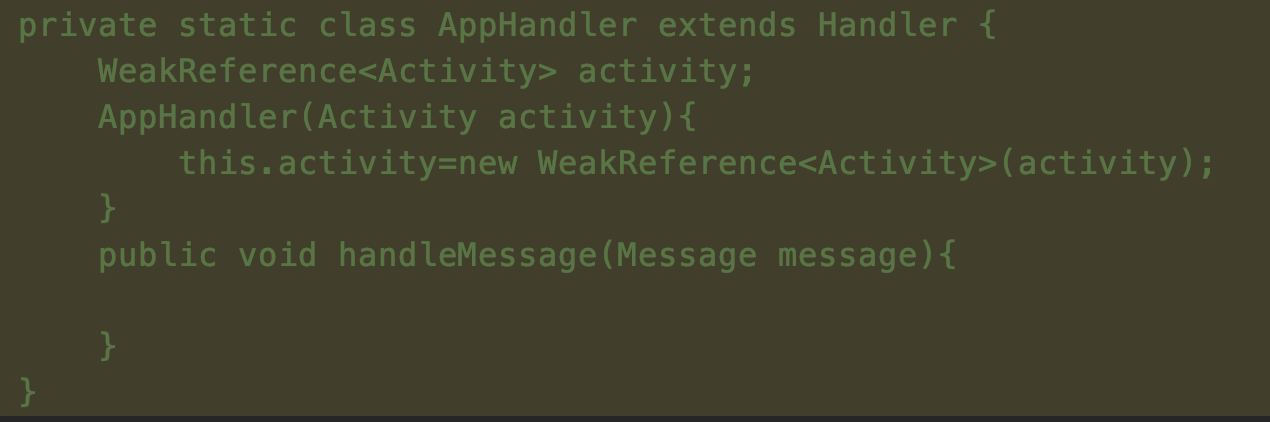 private static class AppHandler extends Handler {
    WeakReference<Activity> activity;
    AppHandler(Activity activity){
        this.activity=new WeakReference<Activity>(activity);
    }
    public void handleMessage(Message message){

    }
}